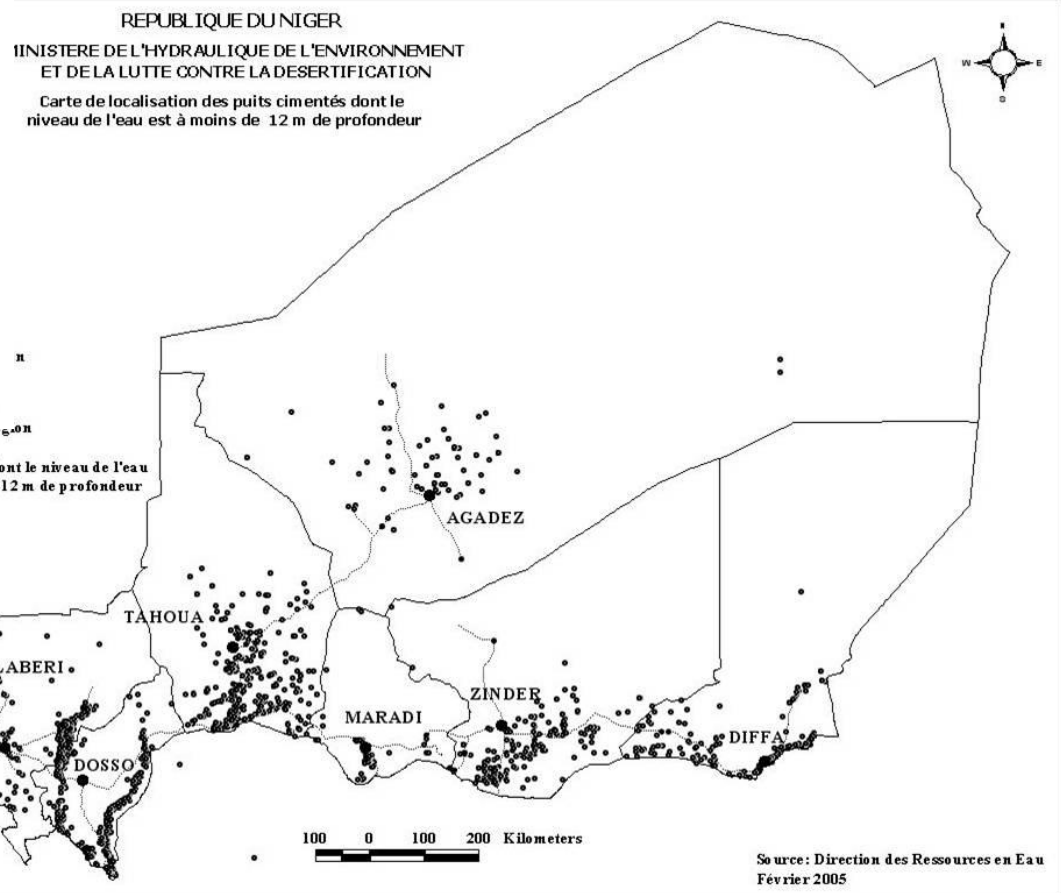 REPUBLIQUE DU NIGER
MINISTERE DE L'HYDRAULIQUE DE L'ENVIRONNEMENT
ET DE LA LUTTE CONTRE LA DESERTIFICATION
Carte de localisation des puits cimentés dont le
niveau de l'eau est à moins de 12 m de profondeur
N
M E
S
n
on
ont le niveau de l'eau
12 m de profondeur
AGADEZ
TAHOUA
LABERI
ZINDER
MARADI
DIFFA
DOSSO
100 0 100 200 Kilometers
Source: Direction des Ressources en Eau
Février 2005